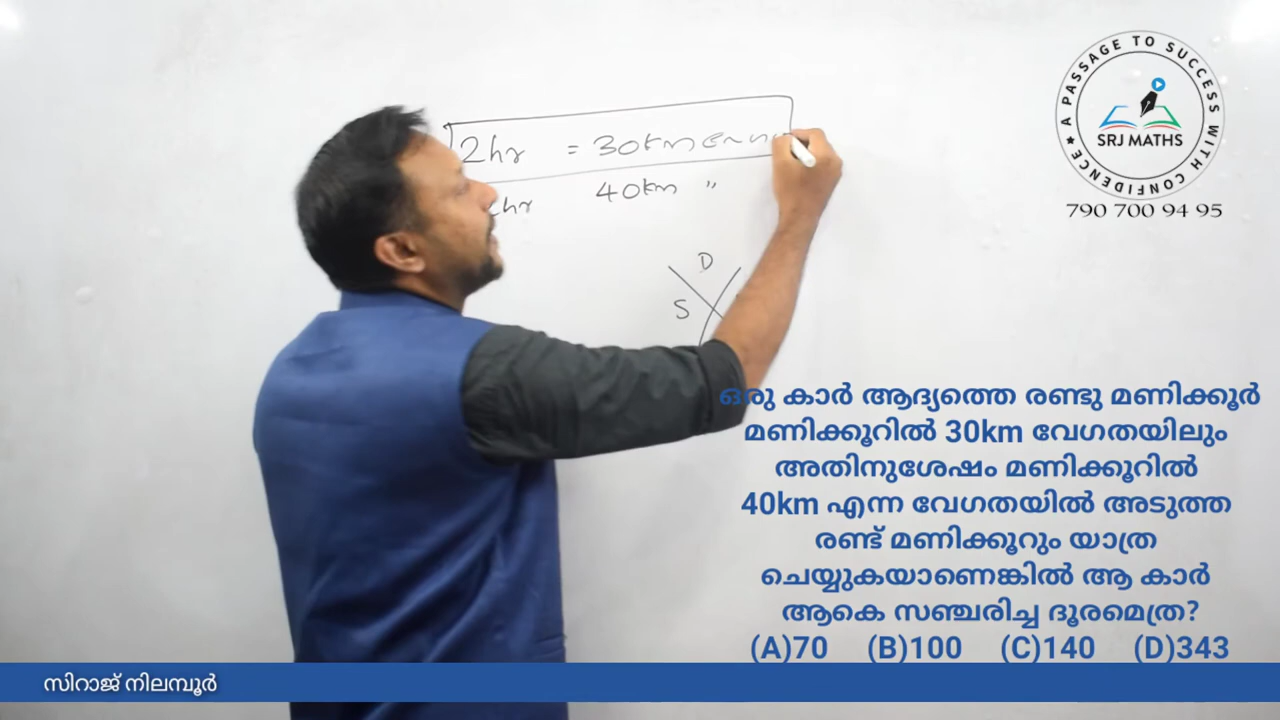 A PASSAGE TO SUCCESS WITH CONFIDENCE ★
SRJ MATHS
790 700 94 95
2hr = 30km
hr 40km "
D
S
ഒരു കാർ ആദ്യത്തെ രണ്ടു മണിക്കൂർ
മണിക്കൂറിൽ 30km വേഗതയിലും
അതിനുശേഷം മണിക്കൂറിൽ
40km എന്ന വേഗതയിൽ അടുത്ത
രണ്ട് മണിക്കൂറും യാത്ര
ചെയ്യുകയാണെങ്കിൽ ആ കാർ
ആകെ സഞ്ചരിച്ച ദൂരമെത്ര?
(A)70 (B)100 (C)140 (D)343
സിറാജ് നിലമ്പൂർ